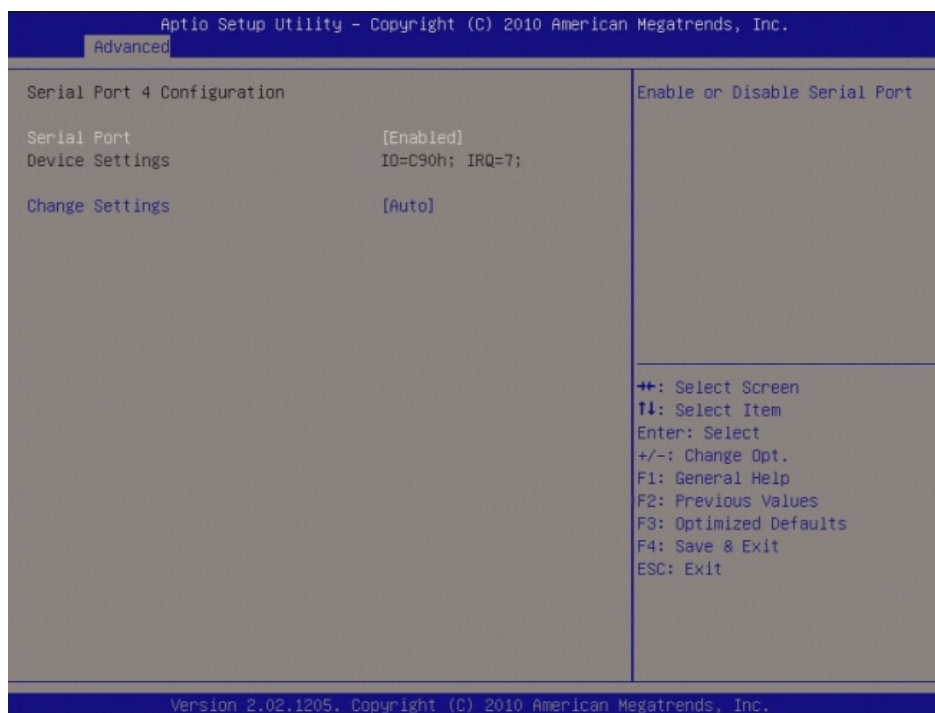 Aptio Setup Utility – Copyright (C) 2010 American Megatrends, Inc.
Advanced
Serial Port 4 Configuration
Serial Port [Enabled]
Device Settings IO=C90h; IRQ=7;
Change Settings [Auto]
Enable or Disable Serial Port
→←: Select Screen
↑↓: Select Item
Enter: Select
+/-: Change Opt.
F1: General Help
F2: Previous Values
F3: Optimized Defaults
F4: Save & Exit
ESC: Exit
Version 2.02.1205. Copyright (C) 2010 American Megatrends, Inc.